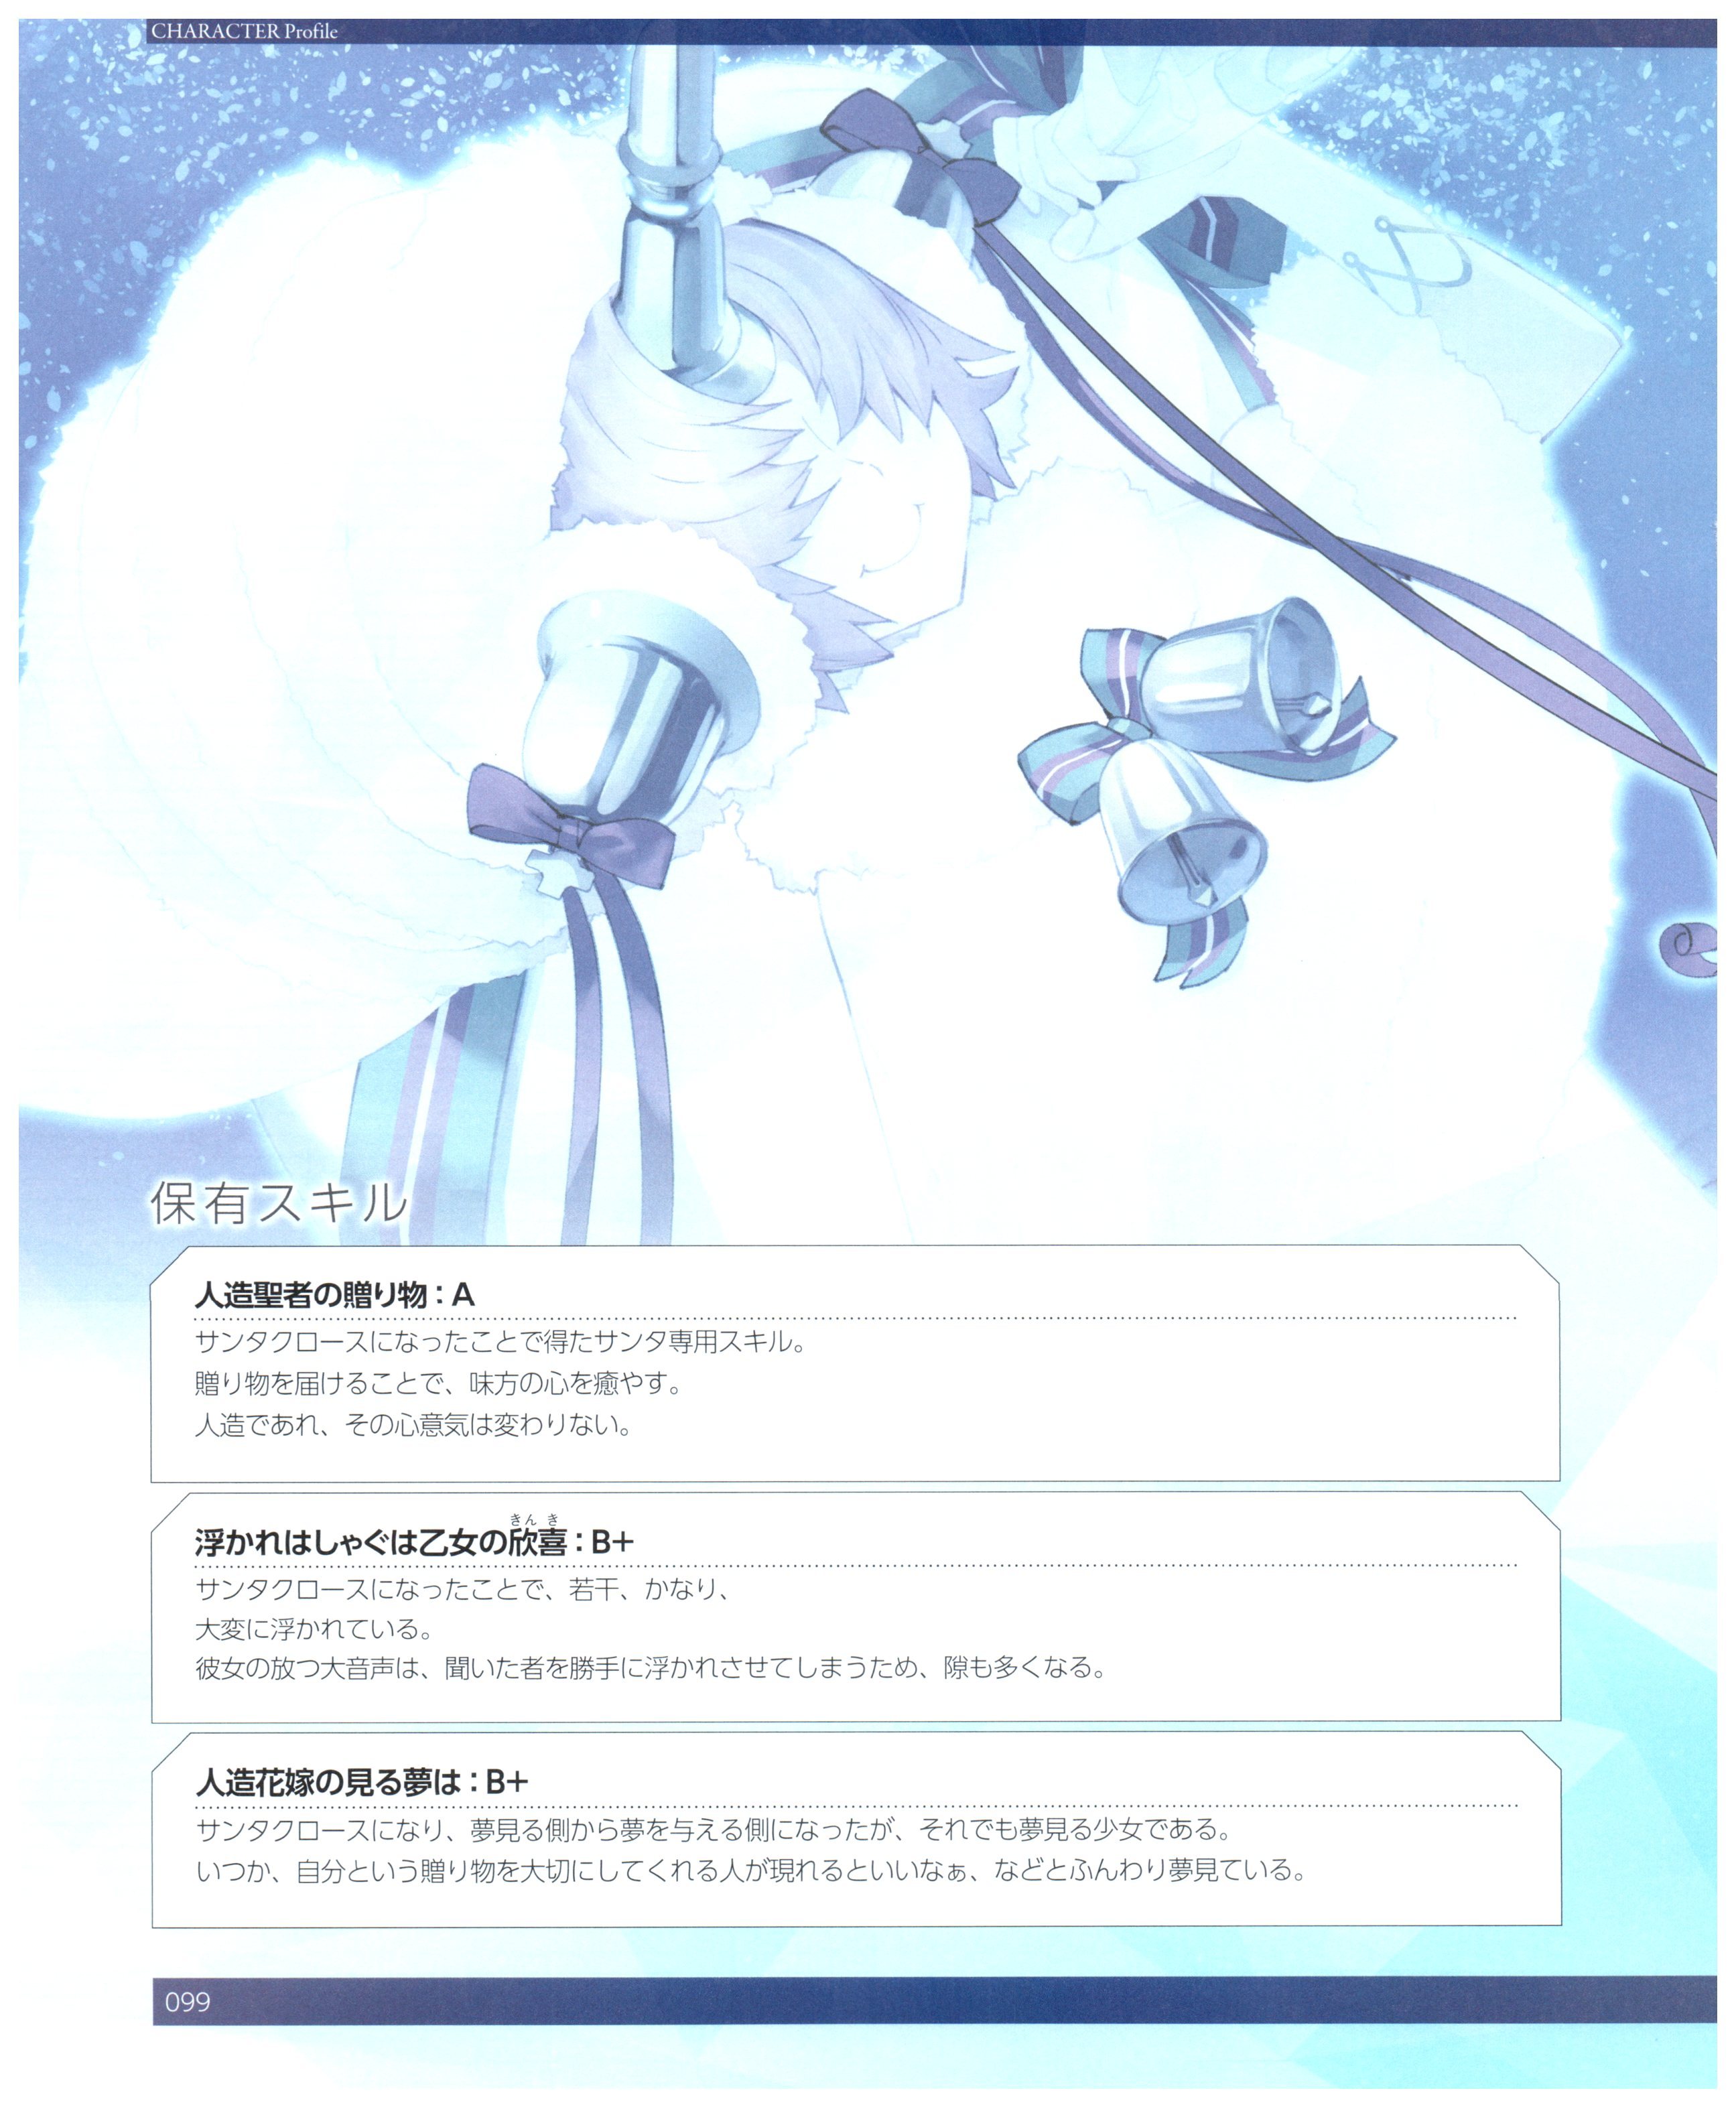 CHARACTER Profile
保有スキル
人造聖者の贈り物：A
サンタクロースになったことで得たサンタ専用スキル。
贈り物を届けることで、味方の心を癒やす。
人造であれ、その心意気は変わりない。
きん き
浮かれはしゃぐは乙女の欣喜：B+
サンタクロースになったことで、若干、かなり、
大変に浮かれている。
彼女の放つ大音声は、聞いた者を勝手に浮かれさせてしまうため、隙も多くなる。
人造花嫁の見る夢は：B+
サンタクロースになり、夢見る側から夢を与える側になったが、それでも夢見る少女である。
いつか、自分という贈り物を大切にしてくれる人が現れるといいなぁ、などとふんわり夢見ている。
099